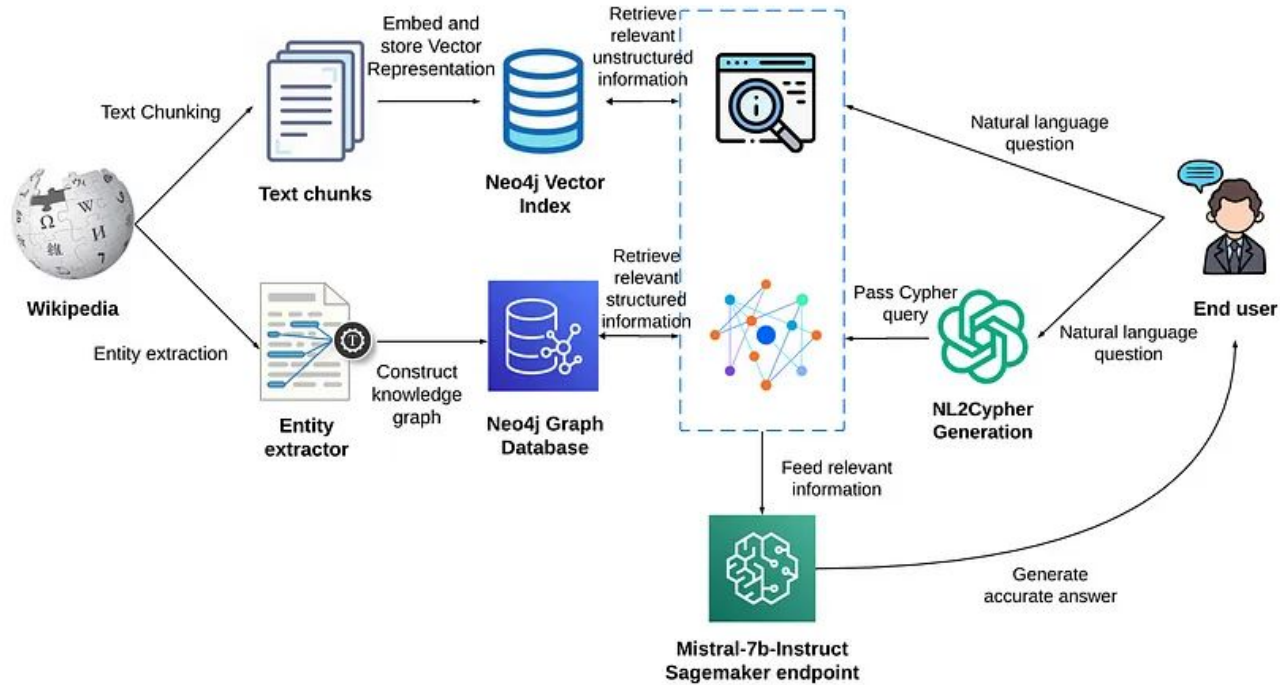 Text Chunking
Embed and
store Vector
Representation
Retrieve
relevant
unstructured
information
Natural language
question
Text chunks
Neo4j Vector
Index
Ω
W
И
維
7
Wikipedia
Entity extraction
T
Entity
extractor
Construct
knowledge
graph
Retrieve
relevant
structured
information
Neo4j Graph
Database
i
Pass Cypher
query
NL2Cypher
Generation
Natural language
question
End user
Feed relevant
information
Mistral-7b-Instruct
Sagemaker endpoint
Generate
accurate answer